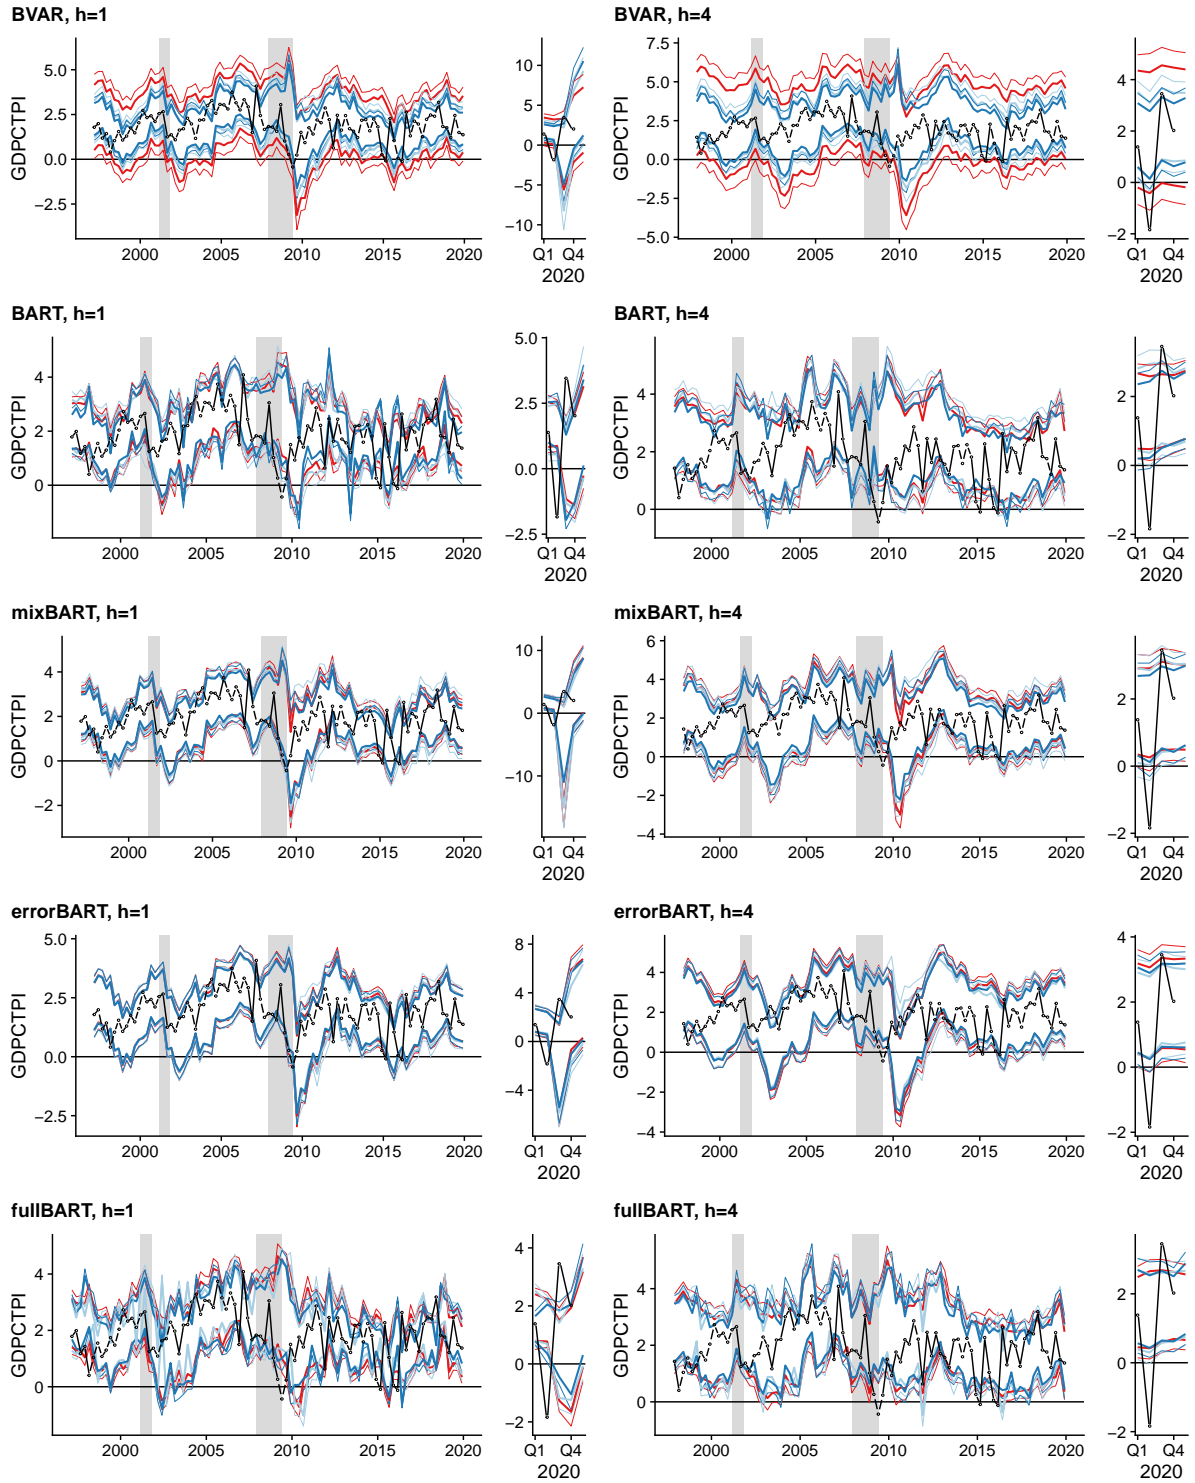 BVAR, h=1
GDPCTPI
5.0
2.5
0.0
−2.5
2000 2005 2010 2015 2020
10
5
0
−5
−10
Q1 Q4
2020
BVAR, h=4
GDPCTPI
7.5
5.0
2.5
0.0
−2.5
−5.0
2000 2005 2010 2015 2020
4
2
0
−2
Q1 Q4
2020
BART, h=1
GDPCTPI
4
2
0
2000 2005 2010 2015 2020
5.0
2.5
0.0
−2.5
Q1 Q4
2020
BART, h=4
GDPCTPI
6
4
2
0
2000 2005 2010 2015 2020
2
0
−2
Q1 Q4
2020
mixBART, h=1
GDPCTPI
4
2
0
−2
2000 2005 2010 2015 2020
10
0
−10
Q1 Q4
2020
mixBART, h=4
GDPCTPI
6
4
2
0
−2
−4
2000 2005 2010 2015 2020
2
0
−2
Q1 Q4
2020
errorBART, h=1
GDPCTPI
5.0
2.5
0.0
−2.5
2000 2005 2010 2015 2020
8
4
0
−4
Q1 Q4
2020
errorBART, h=4
GDPCTPI
4
2
0
−2
−4
2000 2005 2010 2015 2020
4
2
0
−2
Q1 Q4
2020
fullBART, h=1
GDPCTPI
4
2
0
2000 2005 2010 2015 2020
4
2
0
−2
Q1 Q4
2020
fullBART, h=4
GDPCTPI
4
2
0
2000 2005 2010 2015 2020
2
0
−2
Q1 Q4
2020